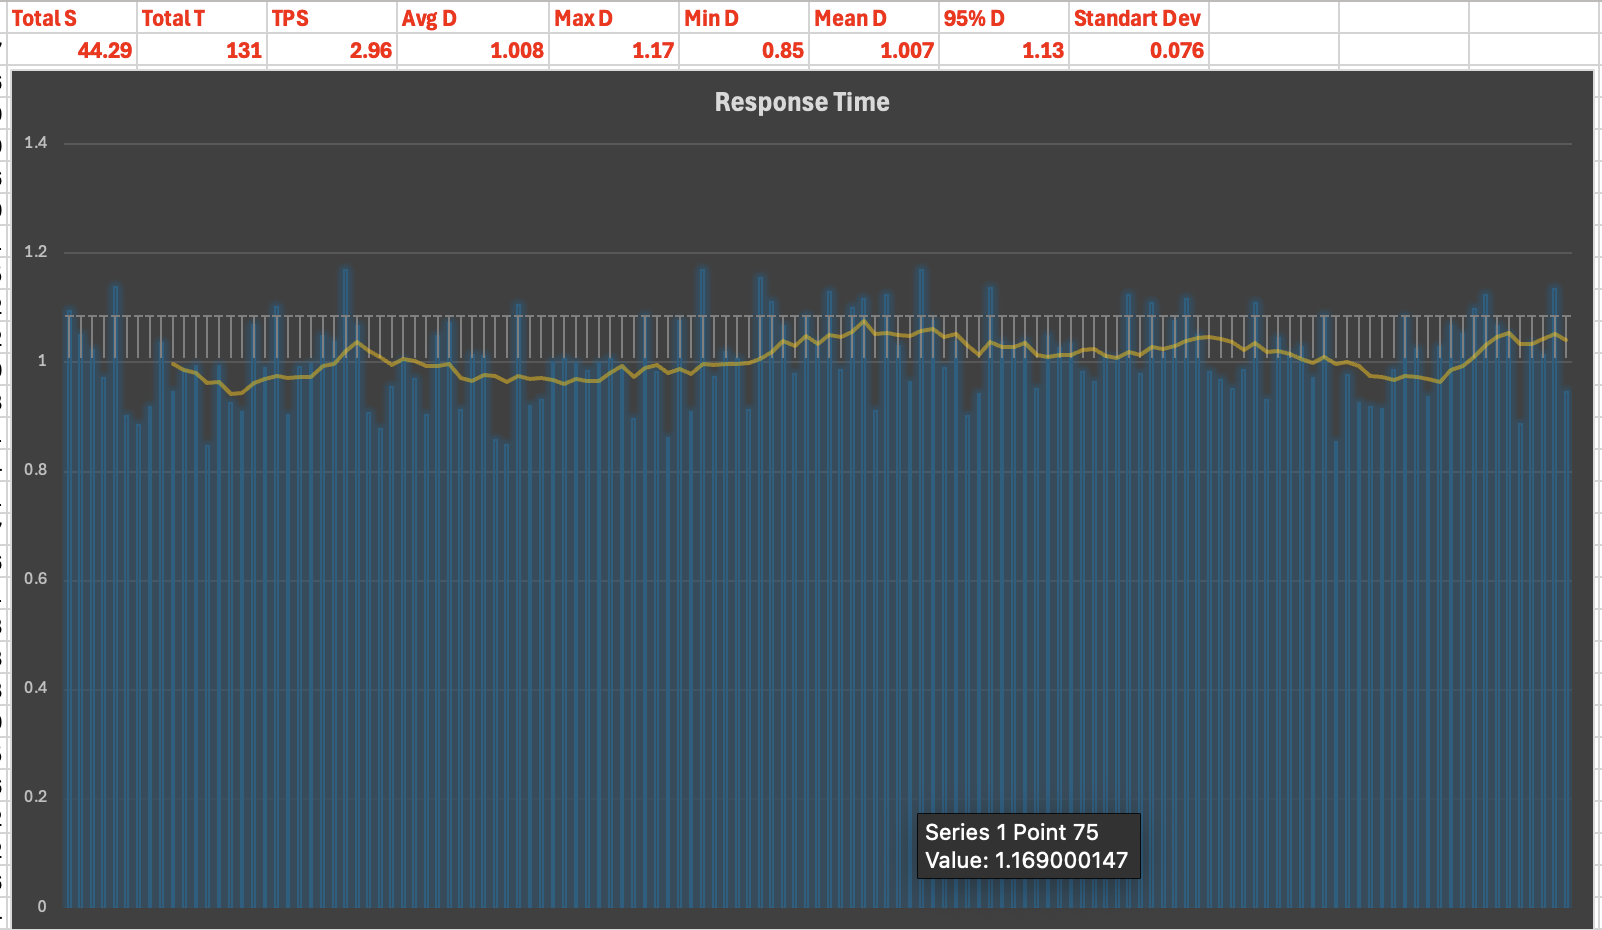 Total S Total T TPS Avg D Max D Min D Mean D 95% D Standart Dev
44.29 131 2.96 1.008 1.17 0.85 1.007 1.13 0.076
Response Time
1.4
1.2
1
0.8
0.6
0.4
0.2
Series 1 Point 75
Value: 1.169000147
0